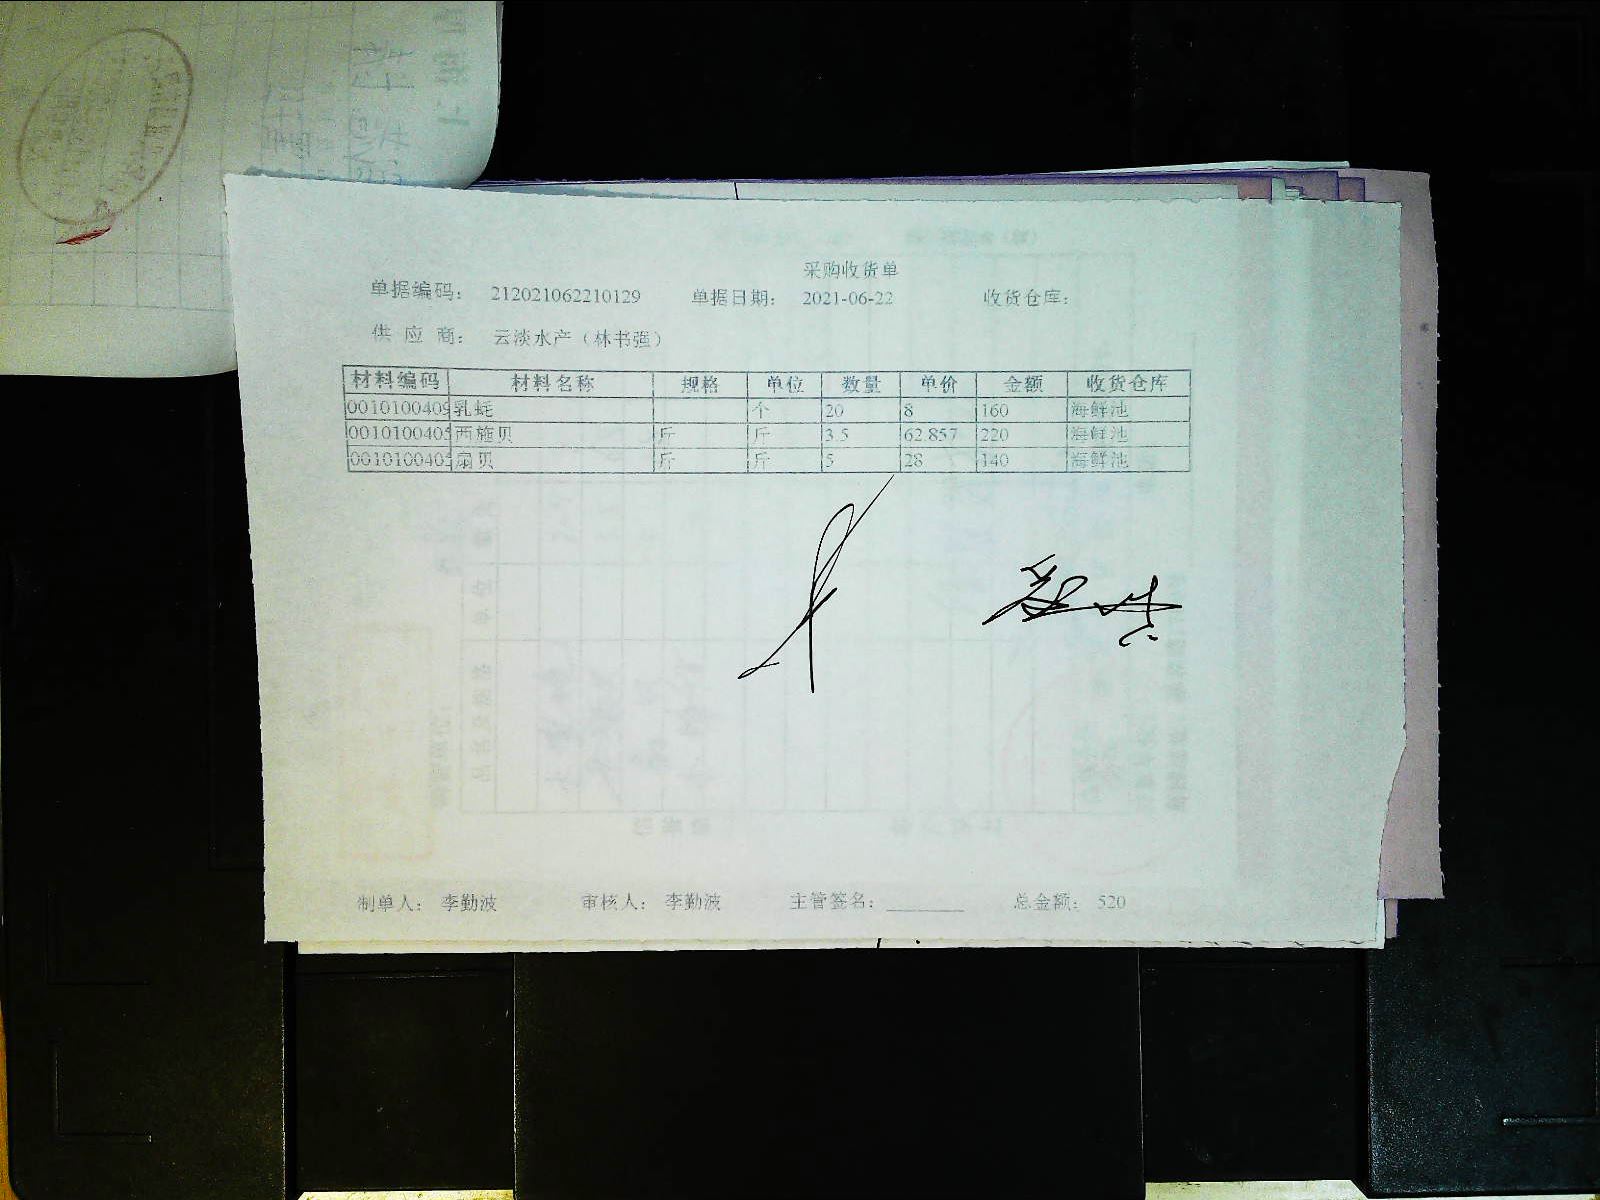 采购收货单
单据编码： 212021062210129 单据日期： 2021-06-22 收货仓库：
供 应 商： 云淡水产（林书强）
材料编码 材料名称 规格 单位 数量 单价 金额 收货仓库
0010100409 乳蚝 个 20 8 160 海鲜池
0010100405 西施贝 斤 斤 3.5 62.857 220 海鲜池
0010100405 扇贝 斤 斤 5 28 140 海鲜池
制单人： 李勤波 审核人： 李勤波 主管签名： 总金额： 520